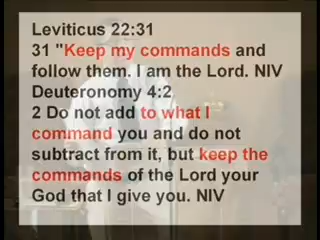 Leviticus 22:31
31 "Keep my commands and
follow them. I am the Lord. NIV
Deuteronomy 4:2
2 Do not add to what I
command you and do not
subtract from it, but keep the
commands of the Lord your
God that I give you. NIV